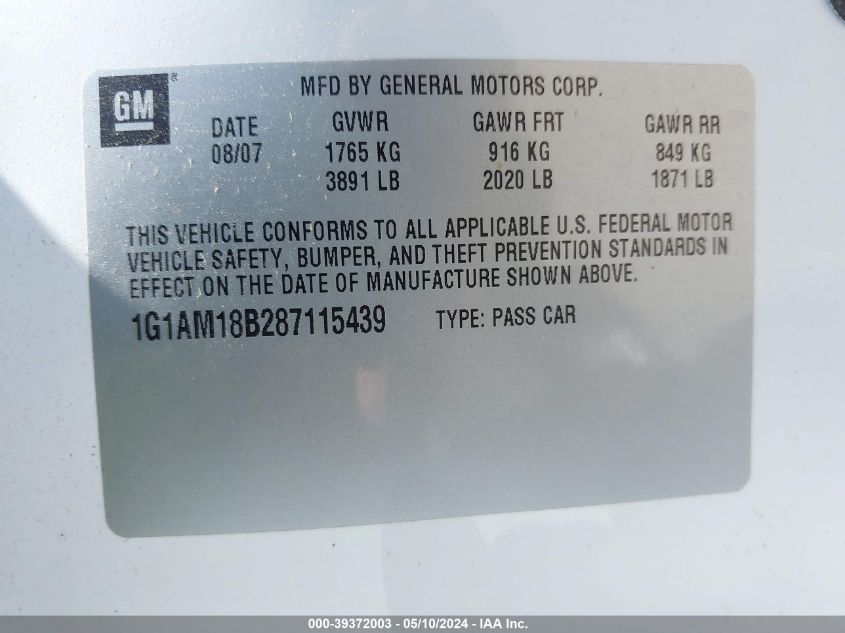 GM®
MFD BY GENERAL MOTORS CORP.
DATE GVWR GAWR FRT GAWR RR
08/07 1765 KG 916 KG 849 KG
3891 LB 2020 LB 1871 LB
THIS VEHICLE CONFORMS TO ALL APPLICABLE U.S. FEDERAL MOTOR
VEHICLE SAFETY, BUMPER, AND THEFT PREVENTION STANDARDS IN
EFFECT ON THE DATE OF MANUFACTURE SHOWN ABOVE.
1G1AM18B287115439 TYPE: PASS CAR
000-39372003 - 05/10/2024 - IAA Inc.